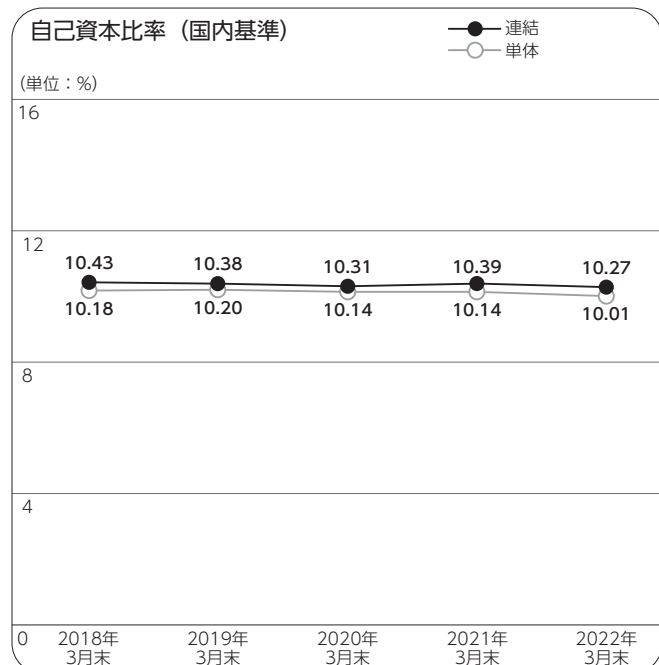 自己資本比率（国内基準）
連結
単体
（単位：%）
16
12
10.43 10.38 10.31 10.39 10.27
10.18 10.20 10.14 10.14 10.01
8
4
0 2018年 2019年 2020年 2021年 2022年
3月末 3月末 3月末 3月末 3月末